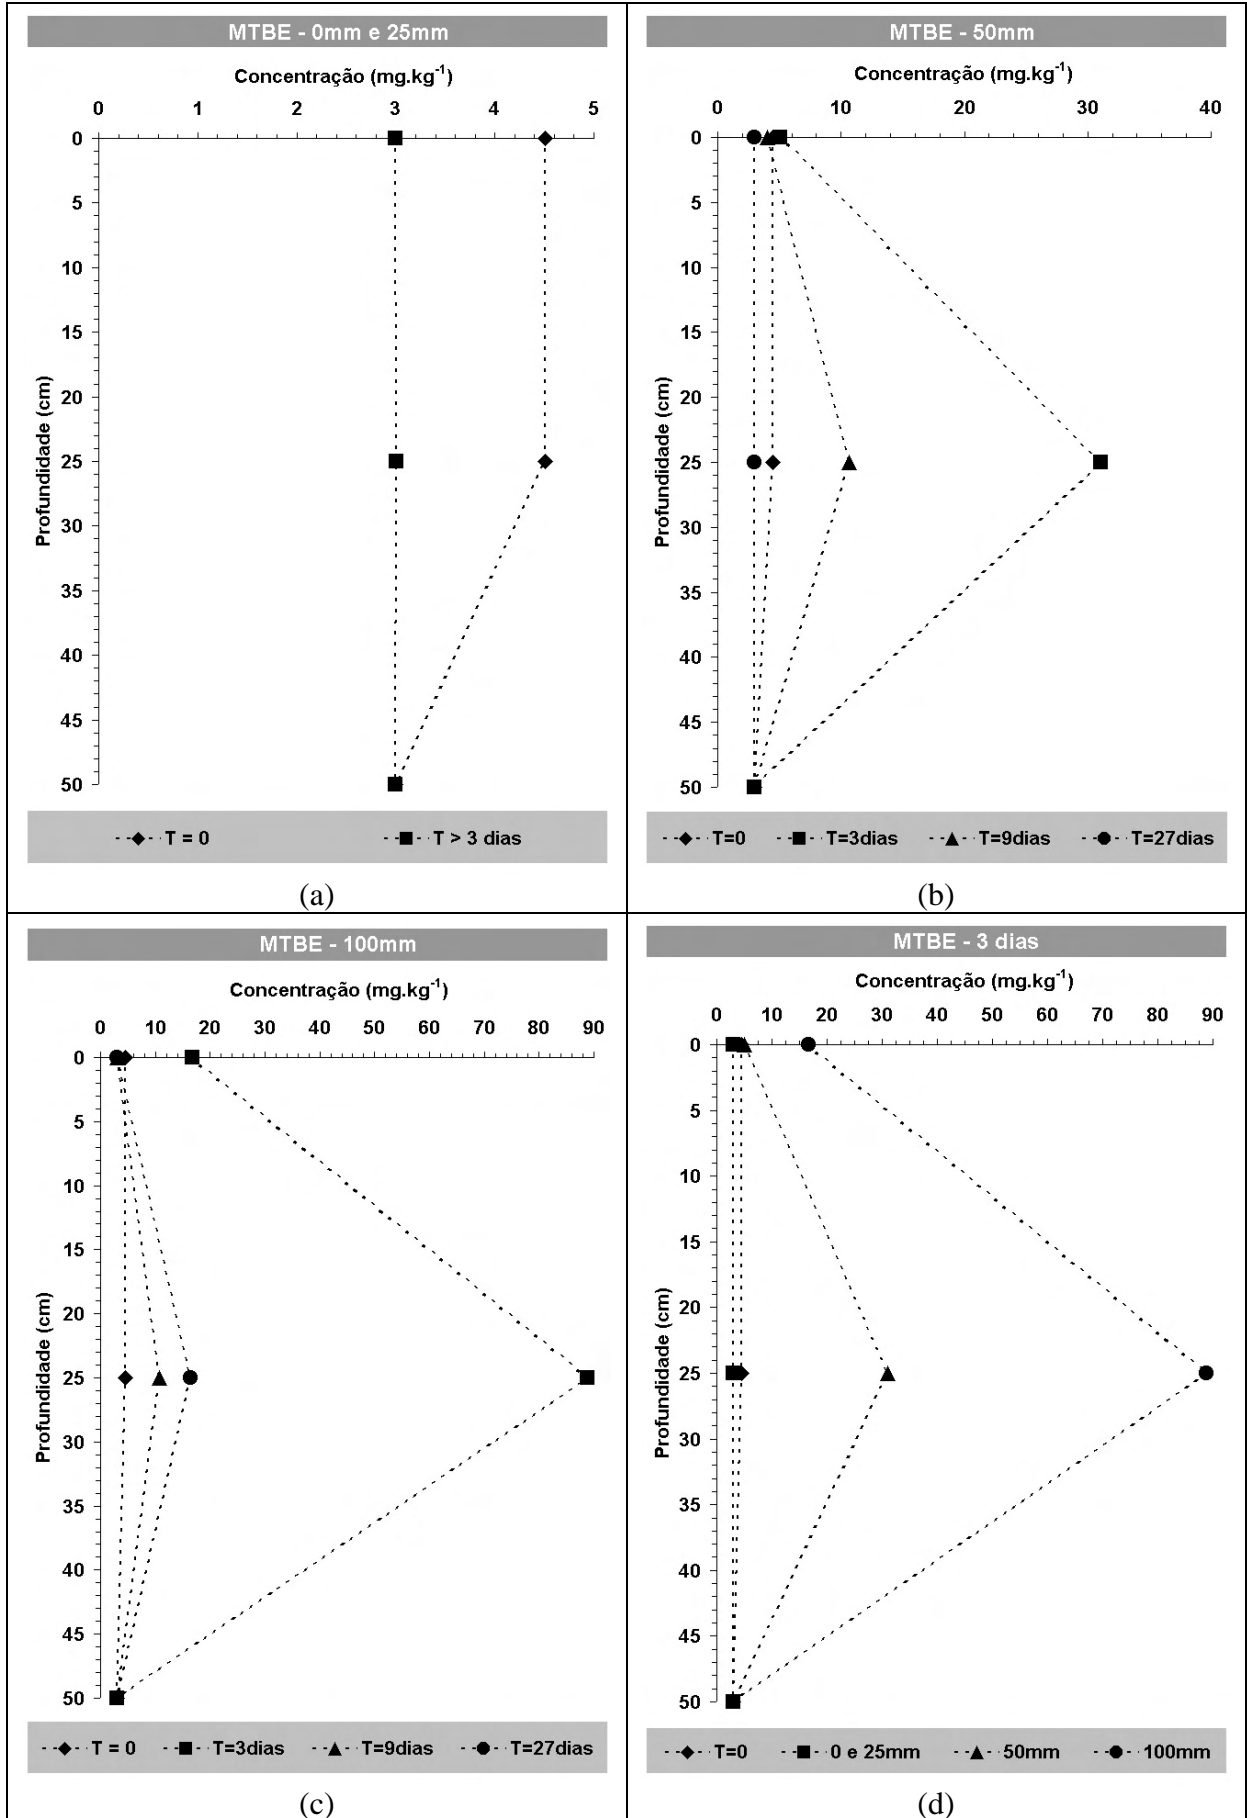 MTBE - 0mm e 25mm
Concentração (mg.kg⁻¹)
0 1 2 3 4 5
0
5
10
15
20
25
30
35
40
45
50
Profundidade (cm)
T = 0 T > 3 dias
(a)
MTBE - 50mm
Concentração (mg.kg⁻¹)
0 10 20 30 40
0
5
10
15
20
25
30
35
40
45
50
Profundidade (cm)
T=0 T=3dias T=9dias T=27dias
(b)
MTBE - 100mm
Concentração (mg.kg⁻¹)
0 10 20 30 40 50 60 70 80 90
0
5
10
15
20
25
30
35
40
45
50
Profundidade (cm)
T = 0 T=3dias T=9dias T=27dias
(c)
MTBE - 3 dias
Concentração (mg.kg⁻¹)
0 10 20 30 40 50 60 70 80 90
0
5
10
15
20
25
30
35
40
45
50
Profundidade (cm)
T=0 0 e 25mm 50mm 100mm
(d)